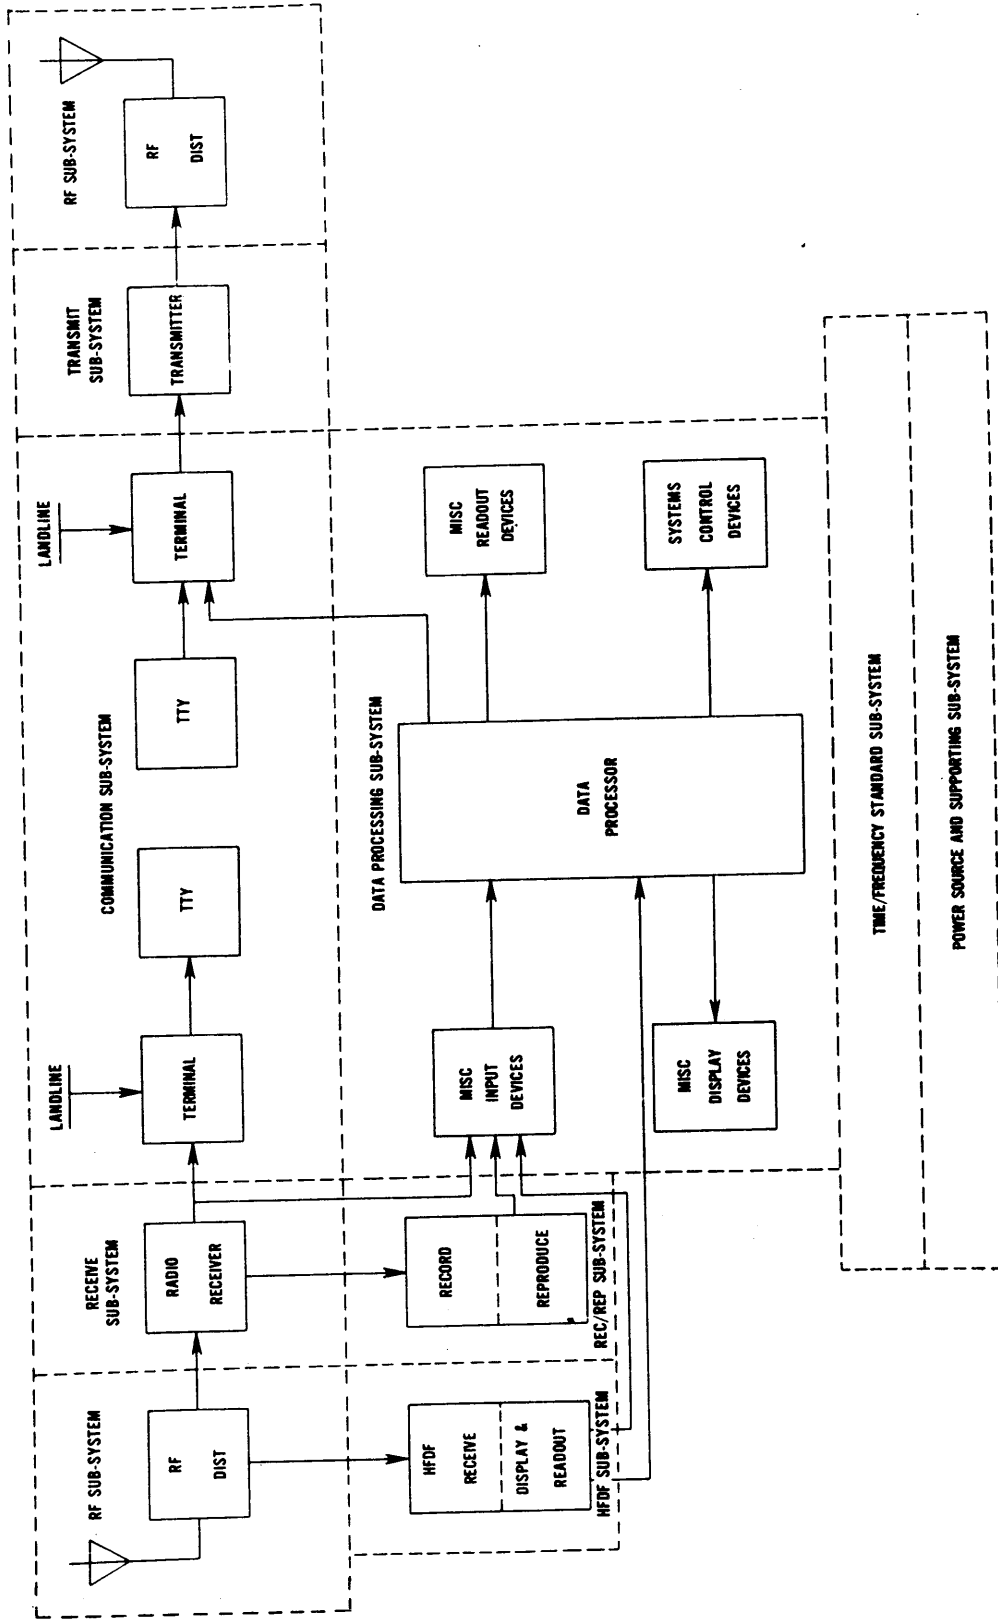 RF SUB-SYSTEM
RF
DIST
RECEIVE
SUB-SYSTEM
RADIO
RECEIVER
LANDLINE
TERMINAL
COMMUNICATION SUB-SYSTEM
TTY
TTY
LANDLINE
TERMINAL
TRANSMIT
SUB-SYSTEM
TRANSMITTER
RF SUB-SYSTEM
RF
DIST
HFDF
RECEIVE
DISPLAY &
READOUT
HFDF SUB-SYSTEM
RECORD
REPRODUCE
REC/REP SUB-SYSTEM
DATA PROCESSING SUB-SYSTEM
MISC
INPUT
DEVICES
DATA
PROCESSOR
MISC
READOUT
DEVICES
MISC
DISPLAY
DEVICES
SYSTEMS
CONTROL
DEVICES
TIME/FREQUENCY STANDARD SUB-SYSTEM
POWER SOURCE AND SUPPORTING SUB-SYSTEM